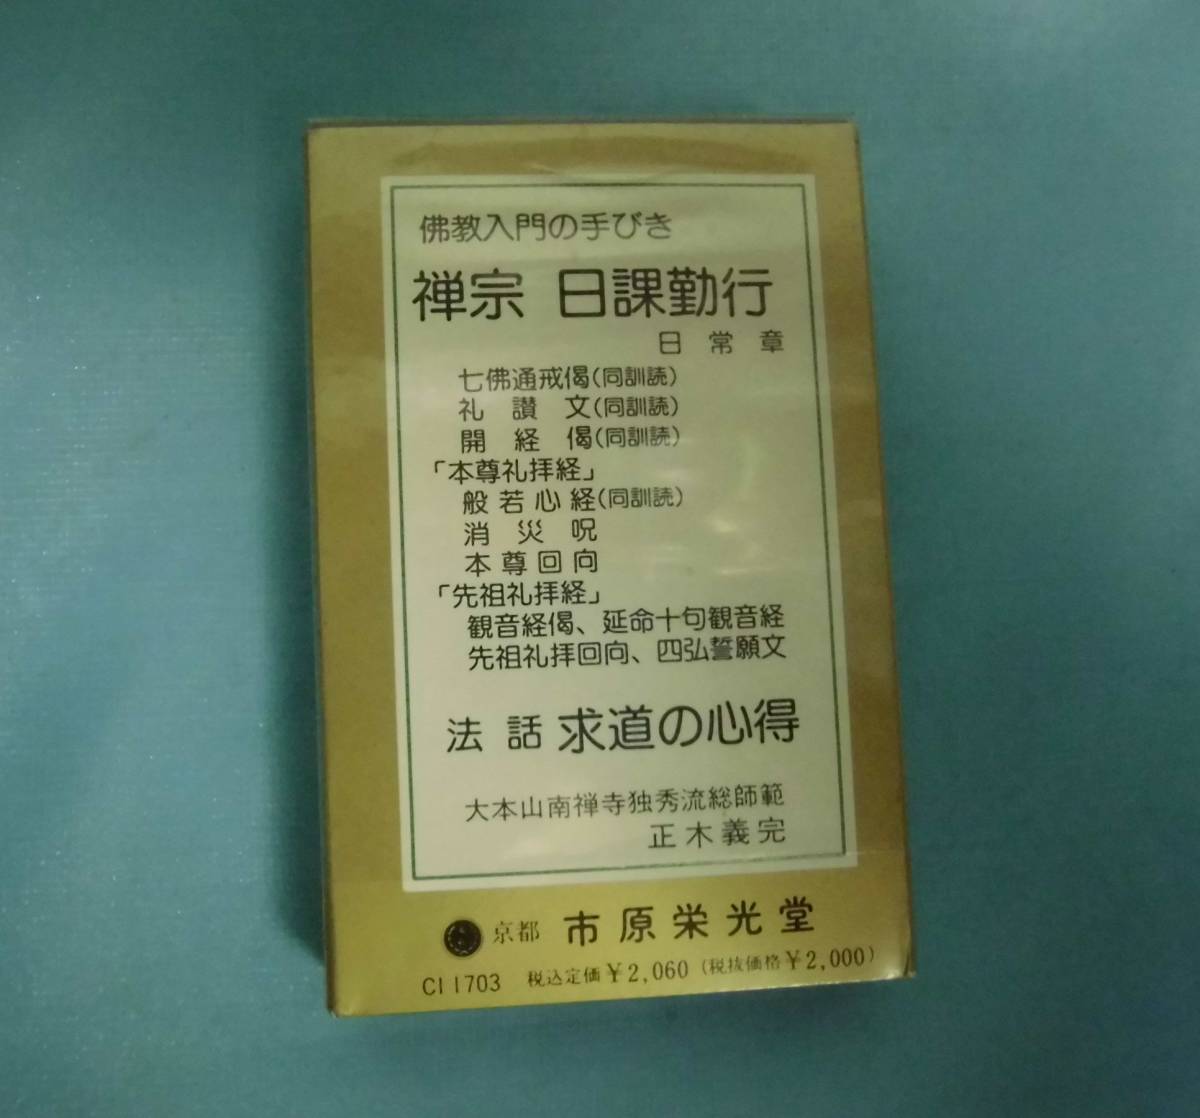 佛教入門の手びき
禅宗 日課勤行
日常章
七佛通戒偈(同訓読)
礼讃文(同訓読)
開経偈(同訓読)
「本尊礼拝経」
般若心経(同訓読)
消災呪
本尊回向
「先祖礼拝経」
観音経偈、延命十句観音経
先祖礼拝回向、四弘誓願文
法話 求道の心得
大本山南禅寺独秀流総師範
正木義完
京都 市原栄光堂
CI 1703 税込定価¥2,060 (税抜価格¥2,000)